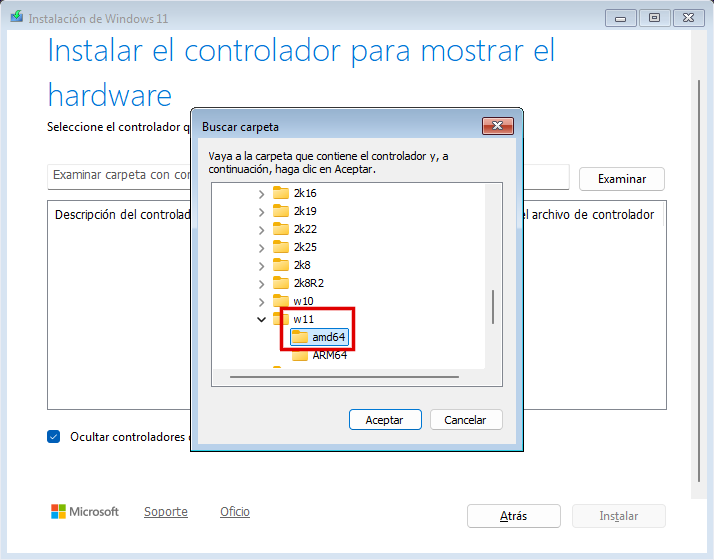 Instalación de Windows 11
Instalar el controlador para mostrar el
hardware
Seleccione el controlador q
Buscar carpeta
Vaya a la carpeta que contiene el controlador y, a
continuación, haga clic en Aceptar.
Examinar carpeta con con
Examinar
Descripción del controlad
el archivo de controlador
2k16
2k19
2k22
2k25
2k8
2k8R2
w10
w11
amd64
ARM64
Aceptar
Cancelar
Ocultar controladores
Microsoft
Soporte
Oficio
Atrás
Instalar